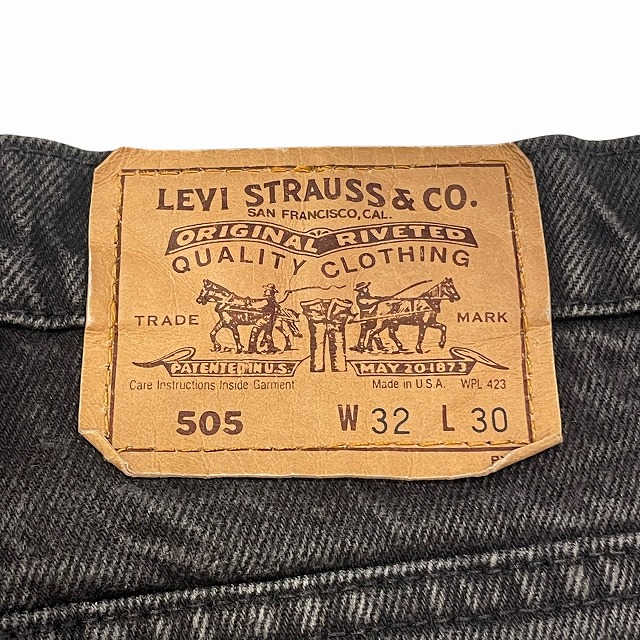 LEVI STRAUSS & CO.
SAN FRANCISCO, CAL.
ORIGINAL RIVETED
QUALITY CLOTHING
TRADE MARK
PATENTED IN U.S. MAY 20.1873
Care Instructions Inside Garment Made in U.S.A. WPL 423
505 W 32 L 30